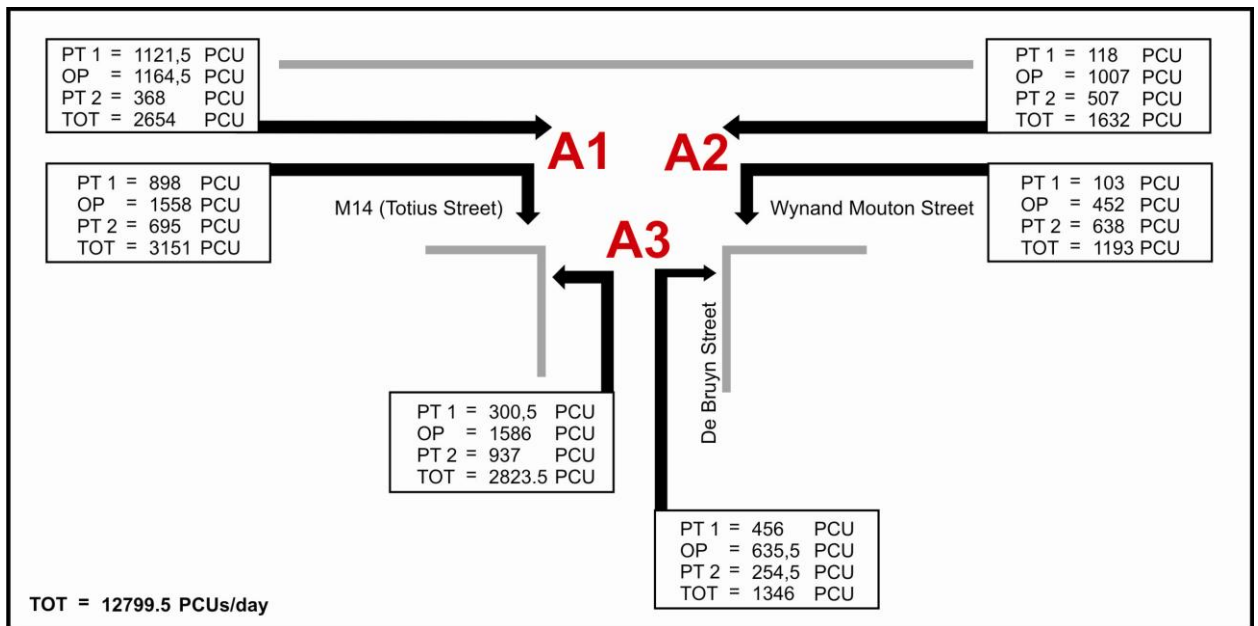 PT 1 = 1121,5 PCU
OP = 1164,5 PCU
PT 2 = 368 PCU
TOT = 2654 PCU
PT 1 = 118 PCU
OP = 1007 PCU
PT 2 = 507 PCU
TOT = 1632 PCU
A1
A2
PT 1 = 898 PCU
OP = 1558 PCU
PT 2 = 695 PCU
TOT = 3151 PCU
M14 (Totius Street)
Wynand Mouton Street
PT 1 = 103 PCU
OP = 452 PCU
PT 2 = 638 PCU
TOT = 1193 PCU
A3
De Bruyn Street
PT 1 = 300,5 PCU
OP = 1586 PCU
PT 2 = 937 PCU
TOT = 2823.5 PCU
PT 1 = 456 PCU
OP = 635,5 PCU
PT 2 = 254,5 PCU
TOT = 1346 PCU
TOT = 12799.5 PCUs/day